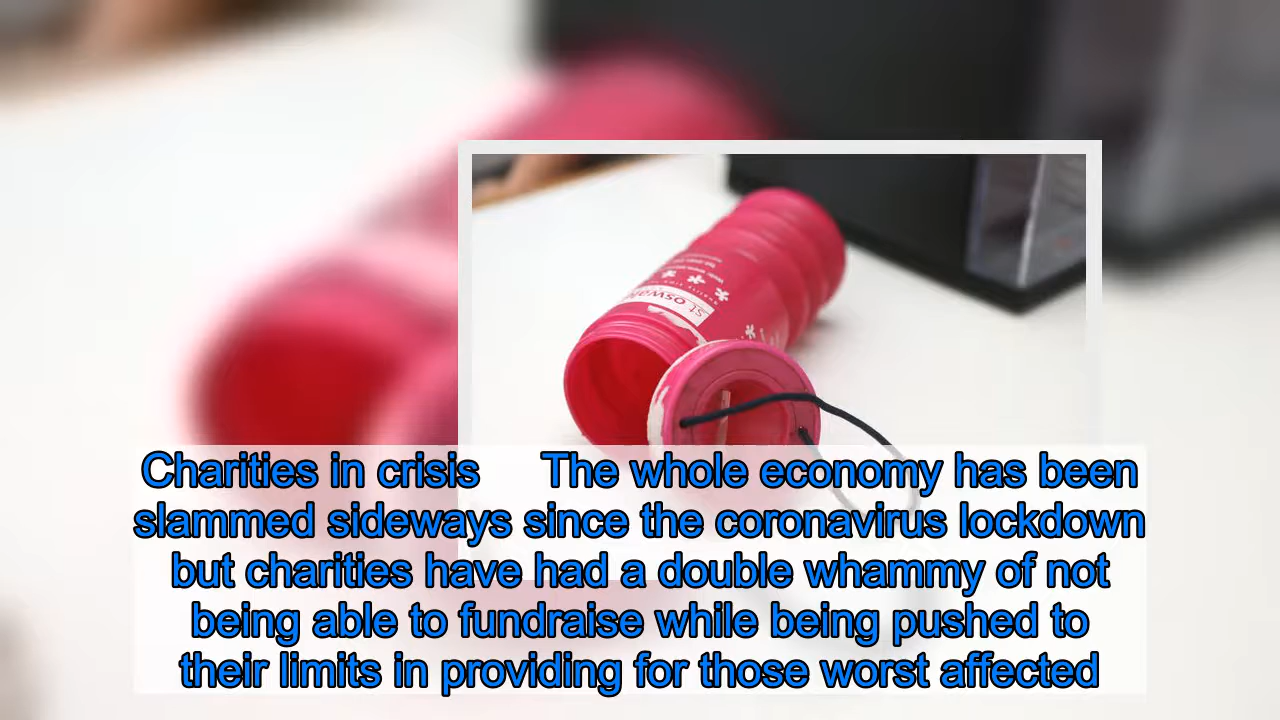 st oswald
Charities in crisis The whole economy has been
slammed sideways since the coronavirus lockdown
but charities have had a double whammy of not
being able to fundraise while being pushed to
their limits in providing for those worst affected